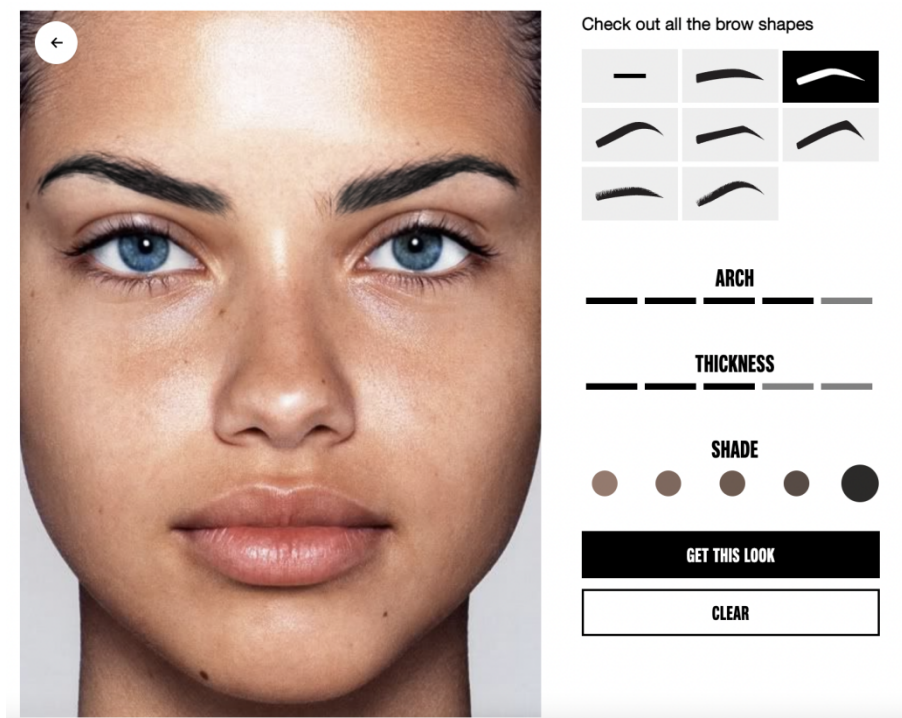 Check out all the brow shapes
ARCH
THICKNESS
SHADE
GET THIS LOOK
CLEAR